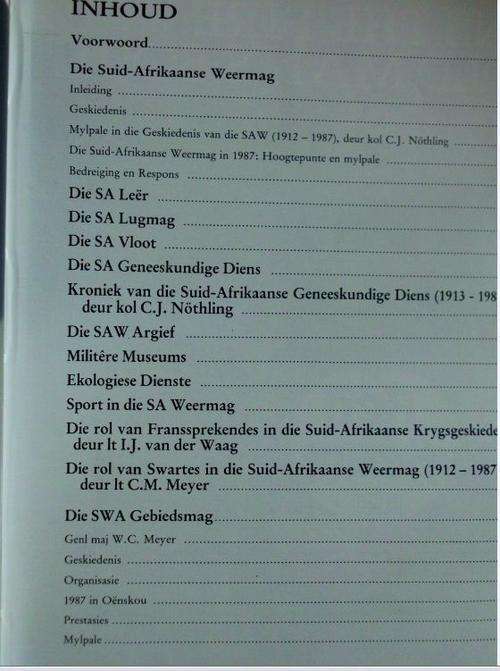 INHOUD
Voorwoord
Die Suid-Afrikaanse Weermag
Inleiding
Geskiedenis
Mylpale in die Geskiedenis van die SAW (1912 – 1987), deur kol C.J. Nöthling
Die Suid-Afrikaanse Weermag in 1987: Hoogtepunte en mylpale
Bedreiging en Respons
Die SA Leër
Die SA Lugmag
Die SA Vloot
Die SA Geneeskundige Diens
Kroniek van die Suid-Afrikaanse Geneeskundige Diens (1913 - 198
deur kol C.J. Nöthling
Die SAW Argief
Militêre Museums
Ekologiese Dienste
Sport in die SA Weermag
Die rol van Franssprekendes in die Suid-Afrikaanse Krygsgeskiede
deur lt I.J. van der Waag
Die rol van Swartes in die Suid-Afrikaanse Weermag (1912 – 1987
deur lt C.M. Meyer
Die SWA Gebiedsmag
Genl maj W.C. Meyer
Geskiedenis
Organisasie
1987 in Oënskou
Prestasies
Mylpale